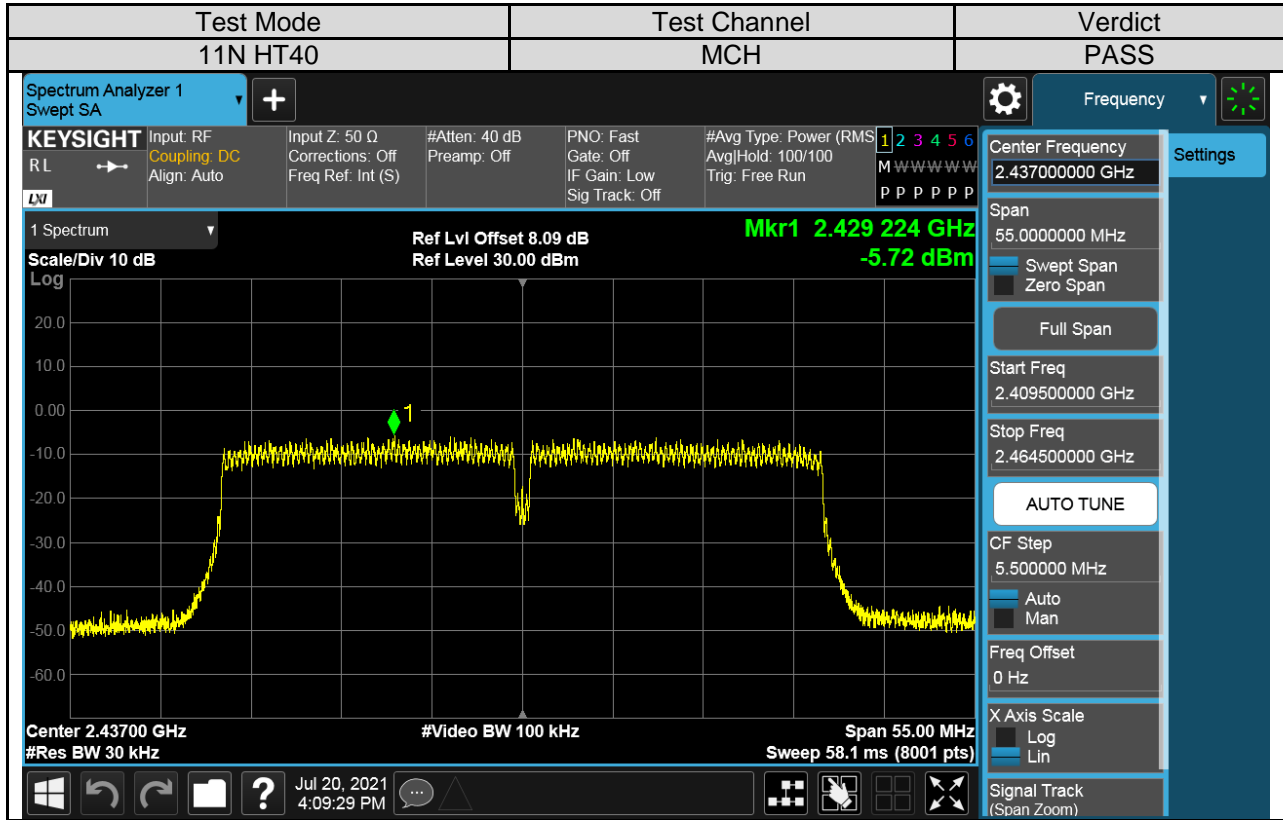 Test Mode Test Channel Verdict
11N HT40 MCH PASS
Spectrum Analyzer 1
Swept SA
+
Frequency
KEYSIGHT
RL
LXI
Input: RF
Coupling: DC
Align: Auto
Input Z: 50 Ω
Corrections: Off
Freq Ref: Int (S)
#Atten: 40 dB
Preamp: Off
PNO: Fast
Gate: Off
IF Gain: Low
Sig Track: Off
#Avg Type: Power (RMS
Avg|Hold: 100/100
Trig: Free Run
1 2 3 4 5 6
M W W W W W
P P P P P P
1 Spectrum
Scale/Div 10 dB
Log
Ref Lvl Offset 8.09 dB
Ref Level 30.00 dBm
Mkr1 2.429 224 GHz
-5.72 dBm
20.0
10.0
0.00
1
-10.0
-20.0
-30.0
-40.0
-50.0
-60.0
Center 2.43700 GHz
#Res BW 30 kHz
#Video BW 100 kHz
Span 55.00 MHz
Sweep 58.1 ms (8001 pts)
Center Frequency
2.437000000 GHz
Settings
Span
55.0000000 MHz
Swept Span
Zero Span
Full Span
Start Freq
2.409500000 GHz
Stop Freq
2.464500000 GHz
AUTO TUNE
CF Step
5.500000 MHz
Auto
Man
Freq Offset
0 Hz
X Axis Scale
Log
Lin
Signal Track
(Span Zoom)
?
Jul 20, 2021
4:09:29 PM